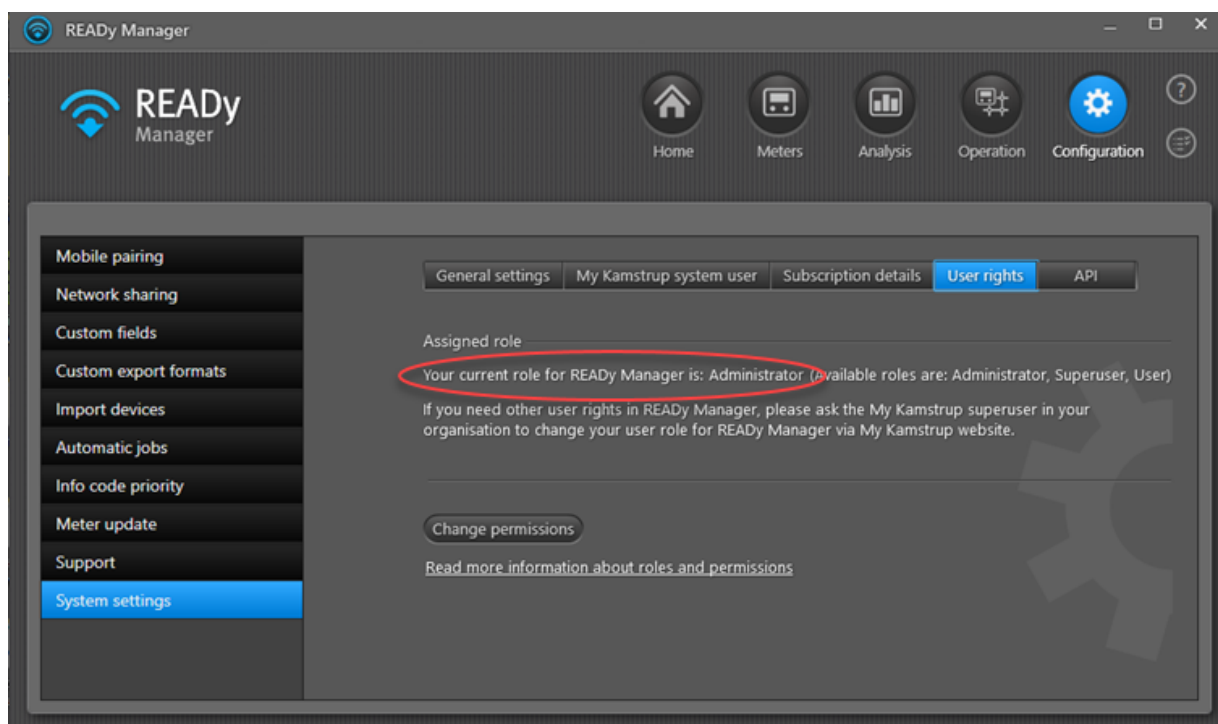 READy Manager
READy
Manager
Home
Meters
Analysis
Operation
Configuration
?
Mobile pairing
Network sharing
Custom fields
Custom export formats
Import devices
Automatic jobs
Info code priority
Meter update
Support
System settings
General settings
My Kamstrup system user
Subscription details
User rights
API
Assigned role
Your current role for READy Manager is: Administrator (Available roles are: Administrator, Superuser, User)
If you need other user rights in READy Manager, please ask the My Kamstrup superuser in your
organisation to change your user role for READy Manager via My Kamstrup website.
Change permissions
Read more information about roles and permissions